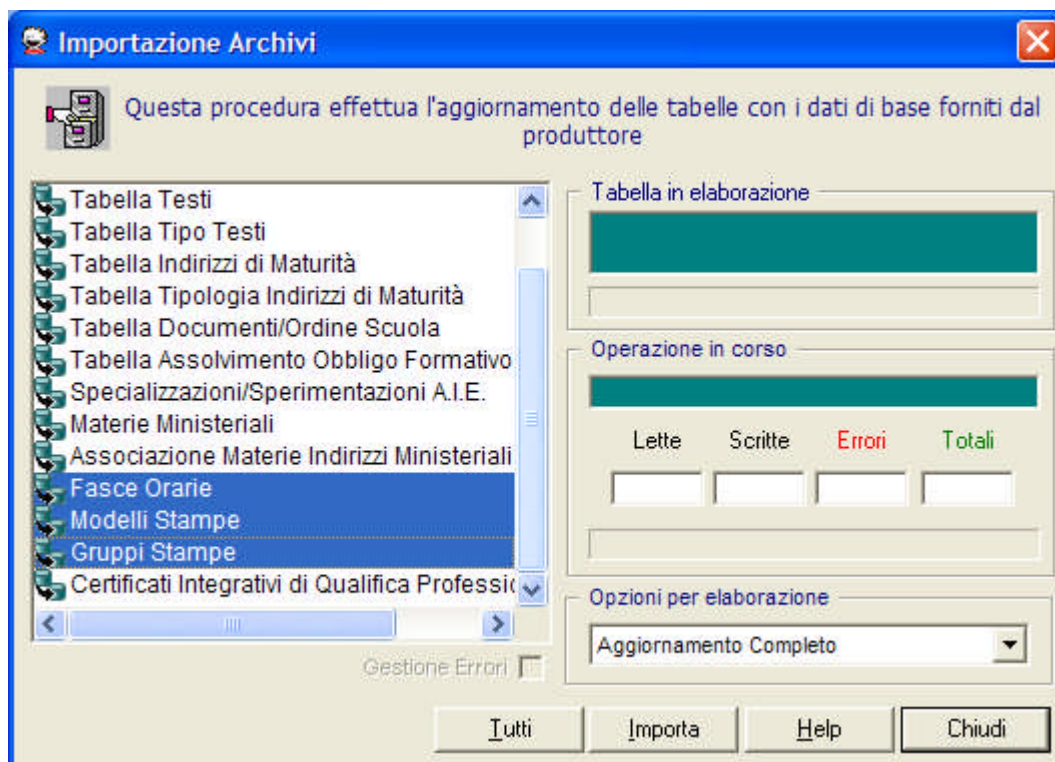 Importazione Archivi
Questa procedura effettua l'aggiornamento delle tabelle con i dati di base forniti dal
produttore
Tabella Testi
Tabella Tipo Testi
Tabella Indirizzi di Maturità
Tabella Tipologia Indirizzi di Maturità
Tabella Documenti/Ordine Scuola
Tabella Assolvimento Obbligo Formativo
Specializzazioni/Sperimentazioni A.I.E.
Materie Ministeriali
Associazione Materie Indirizzi Ministeriali
Fasce Orarie
Modelli Stampe
Gruppi Stampe
Certificati Integrativi di Qualifica Professio
Gestione Errori
Tabella in elaborazione
Operazione in corso
Lette Scritte Errori Totali
Opzioni per elaborazione
Aggiornamento Completo
Tutti Importa Help Chiudi